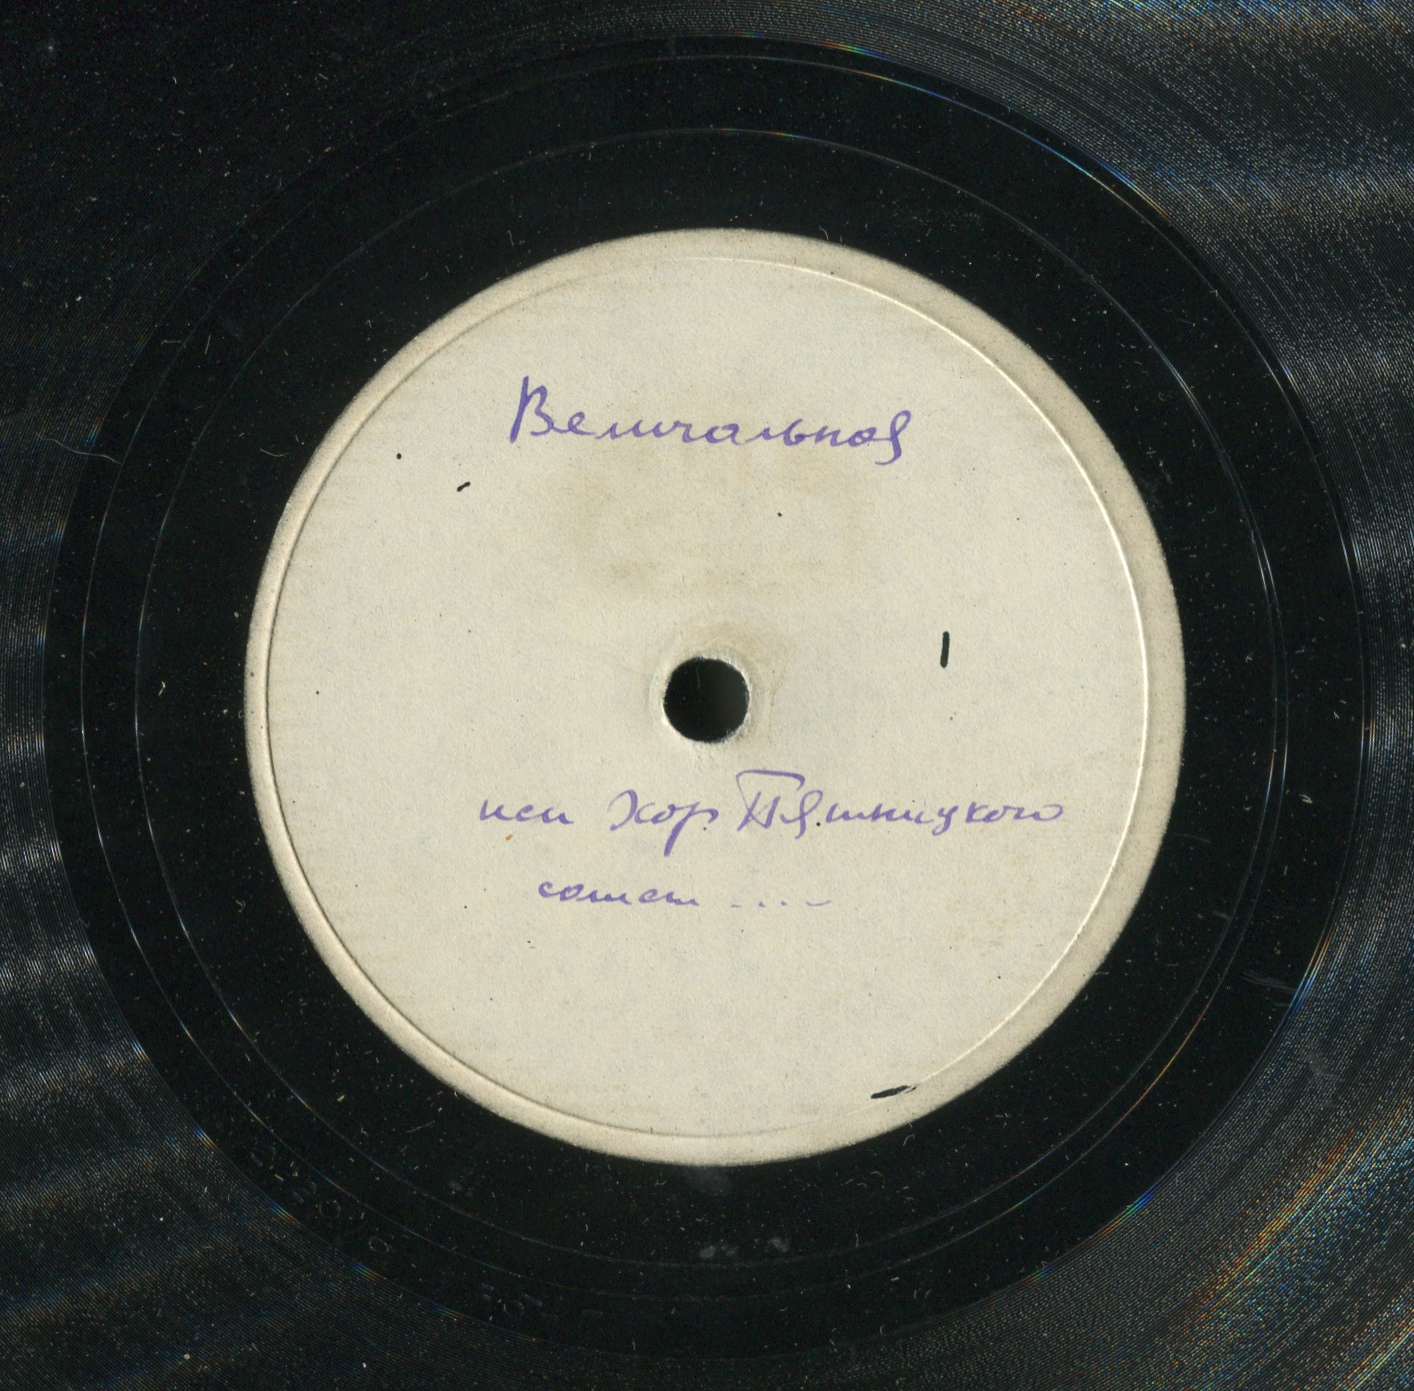 Величальная
исп Хор Пятницкого